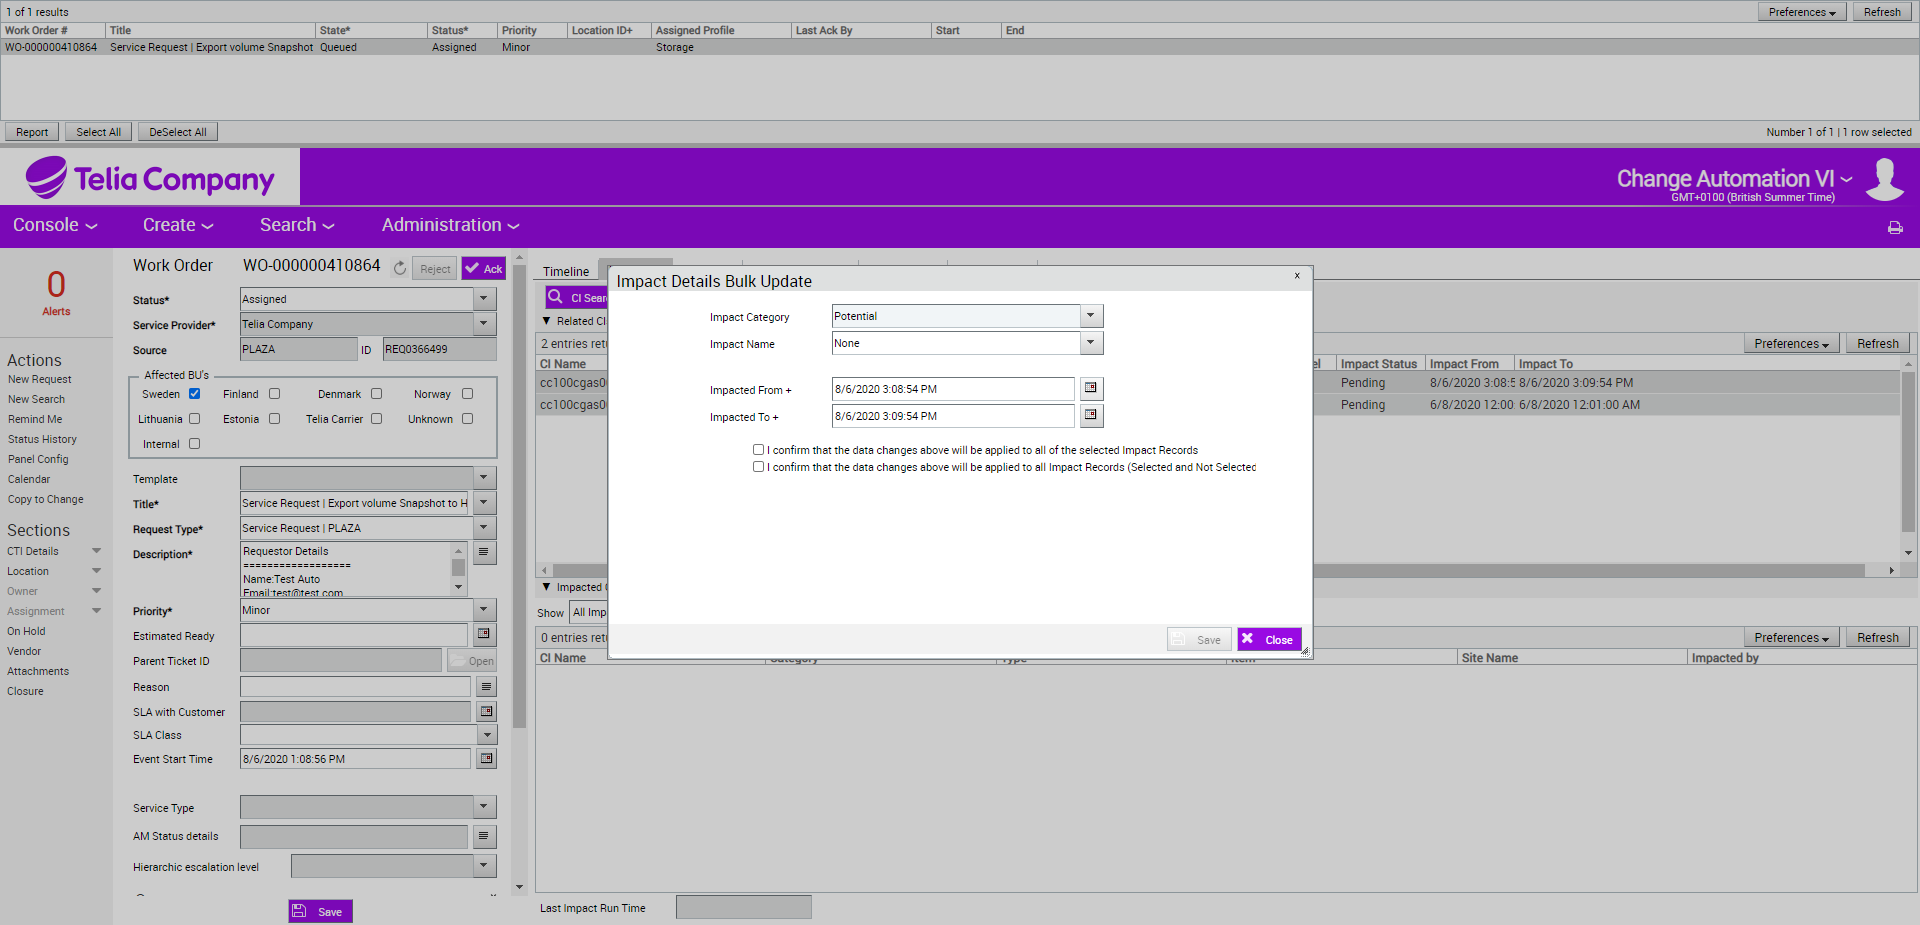 1 of 1 results
Preferences
Refresh
Work Order # Title State* Status* Priority Location ID+ Assigned Profile Last Ack By Start End
WO-000000410864 Service Request | Export volume Snapshot Queued Assigned Minor Storage
Report Select All DeSelect All
Number 1 of 1 | 1 row selected
Telia Company
Change Automation VI
GMT+0100 (British Summer Time)
Console Create Search Administration
0
Alerts
Actions
New Request
New Search
Remind Me
Status History
Panel Config
Calendar
Copy to Change
Sections
CTI Details
Location
Owner
Assignment
On Hold
Vendor
Attachments
Closure
Work Order WO-000000410864 Reject Ack
Status* Assigned
Service Provider* Telia Company
Source PLAZA ID REQ0366499
Affected BU's
Sweden Finland Denmark Norway
Lithuania Estonia Telia Carrier Unknown
Internal
Template
Title* Service Request | Export volume Snapshot to H
Request Type* Service Request | PLAZA
Description* Requestor Details
==================
Name:Test Auto
Email:test@test.com
Priority* Minor
Estimated Ready
Parent Ticket ID Open
Reason
SLA with Customer
SLA Class
Event Start Time 8/6/2020 1:08:56 PM
Service Type
AM Status details
Hierarchic escalation level
Save
Timeline
CI Sear
Related CI
2 entries retu
Preferences Refresh
CI Name el Impact Status Impact From Impact To
cc100cgas0 Pending 8/6/2020 3:08:5 8/6/2020 3:09:54 PM
cc100cgas0 Pending 6/8/2020 12:00 6/8/2020 12:01:00 AM
Impacted
Show All Imp
0 entries retu
Preferences Refresh
CI Name Category Type Item Site Name Impacted by
Last Impact Run Time
Impact Details Bulk Update x
Impact Category Potential
Impact Name None
Impacted From + 8/6/2020 3:08:54 PM
Impacted To + 8/6/2020 3:09:54 PM
I confirm that the data changes above will be applied to all of the selected Impact Records
I confirm that the data changes above will be applied to all Impact Records (Selected and Not Selected
Save Close